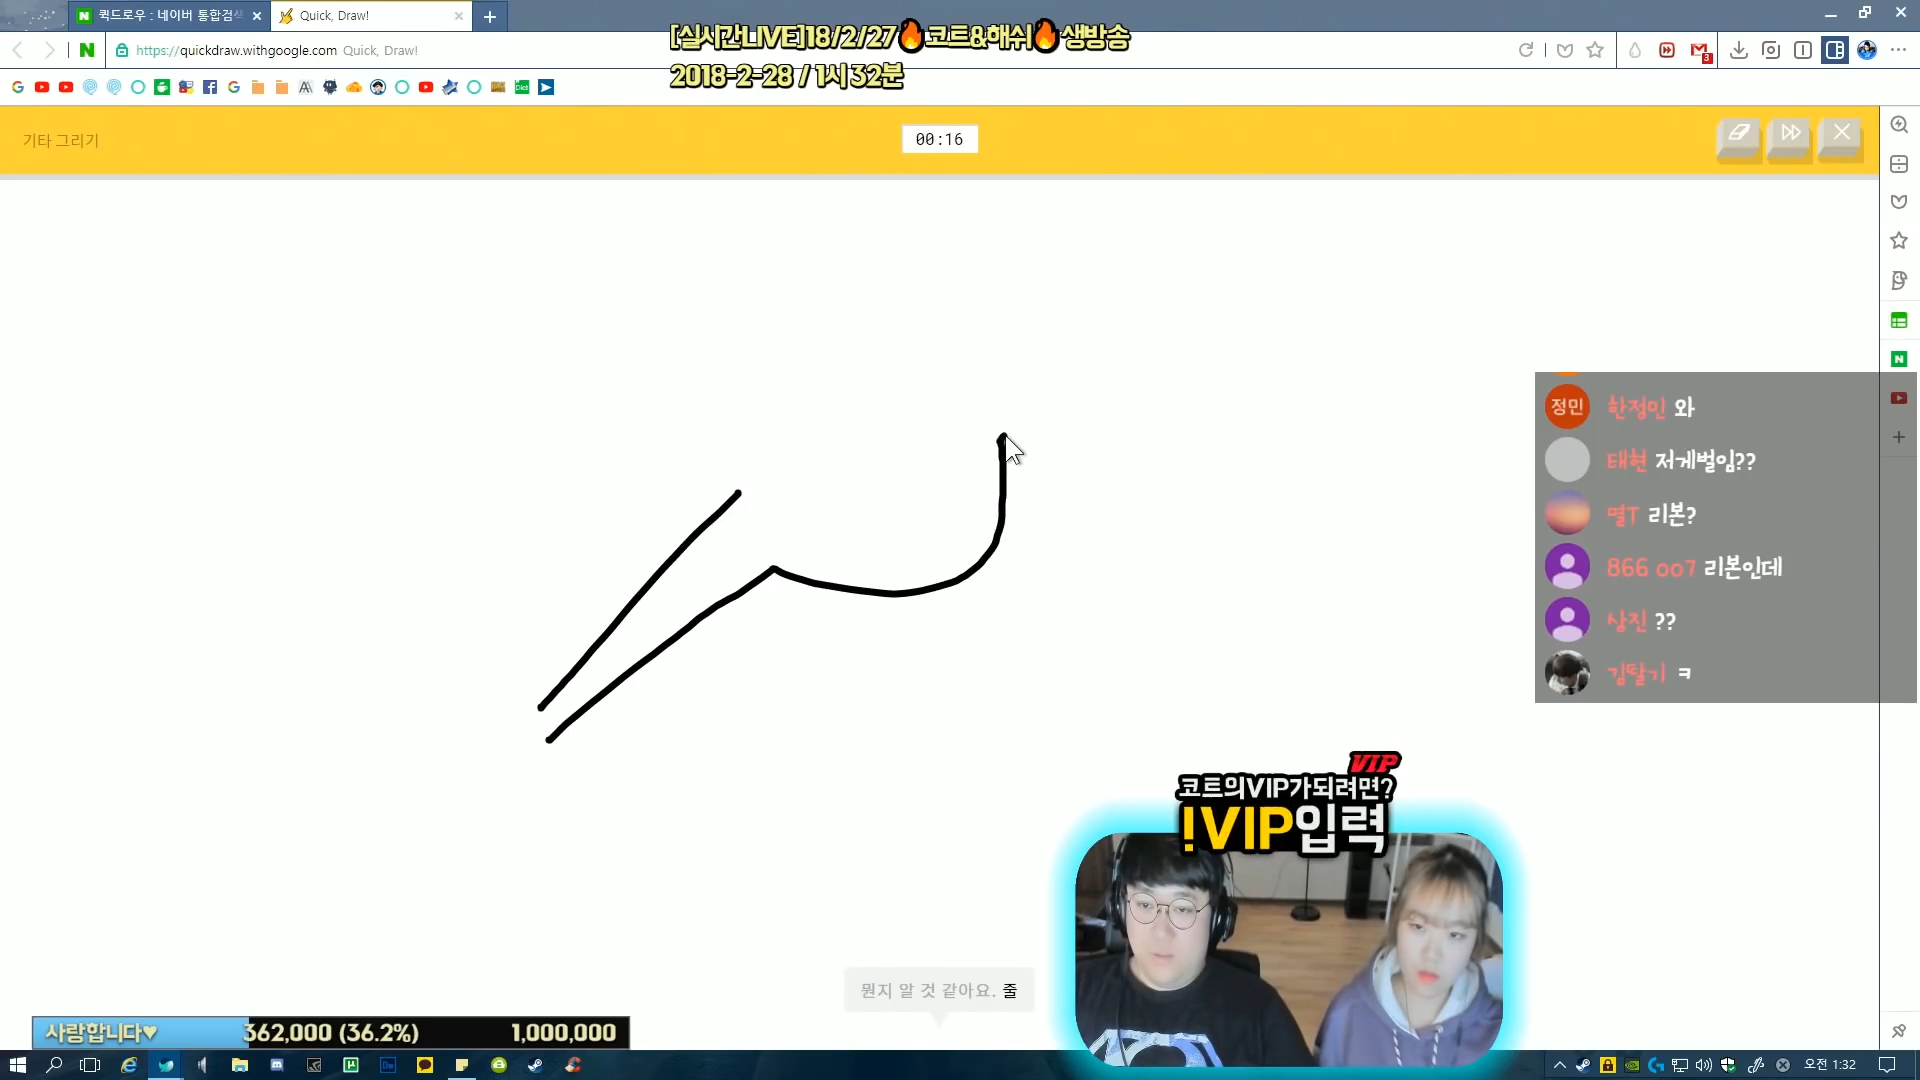 퀵드로우 : 네이버 통합검색
Quick, Draw!
[실시간LIVE]18/2/27🔥코트&해쉬🔥생방송
2018-2-28 / 1시 32분
https://quickdraw.withgoogle.com Quick, Draw!
기타 그리기
00:16
정민 한정민 와
태현 저게벌임??
멸T 리본?
866 oo7 리본인데
상진 ??
김탈기 ㅋ
VIP
코트의VIP가되려면?
!VIP입력
뭔지 알 것 같아요. 줄
사랑합니다♥ 362,000 (36.2%) 1,000,000
오전 1:32